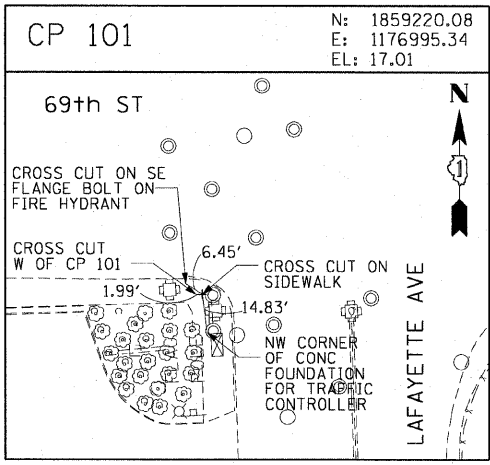 CP 101
N: 1859220.08
E: 1176995.34
EL: 17.01
69th ST
N
1
CROSS CUT ON SE
FLANGE BOLT ON
FIRE HYDRANT
CROSS CUT
W OF CP 101
6.45'
CROSS CUT ON
SIDEWALK
1.99'
14.83'
NW CORNER
OF CONC
FOUNDATION
FOR TRAFFIC
CONTROLLER
LAFAYETTE AVE